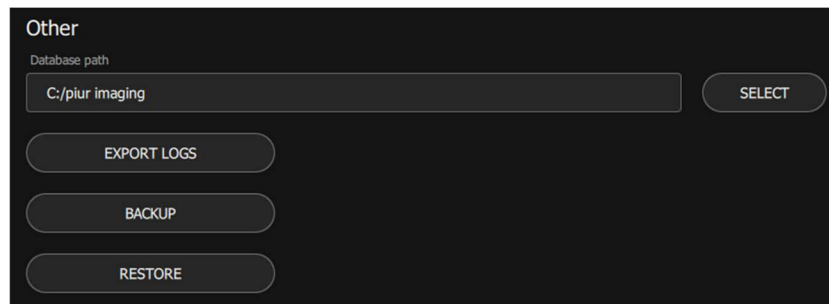 Other
Database path
C:/piur imaging
SELECT
EXPORT LOGS
BACKUP
RESTORE